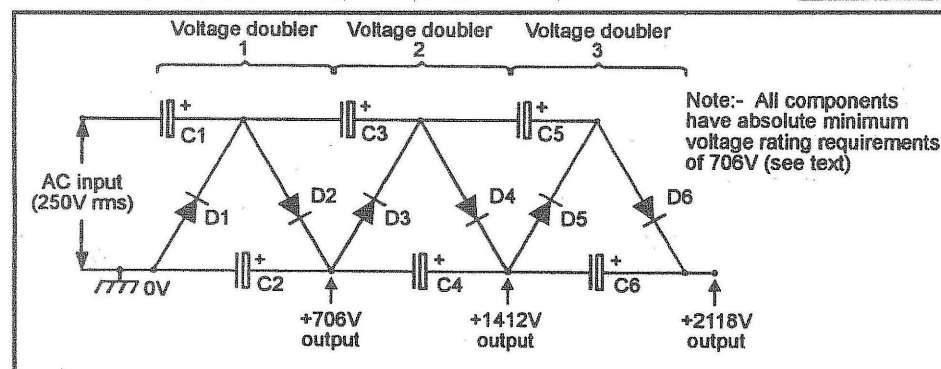 Voltage doubler Voltage doubler Voltage doubler
1 2 3
Note:- All components
have absolute minimum
voltage rating requirements
of 706V (see text)
+ + +
C1 C3 C5
AC input
(250V rms)
D1 D2 D3 D4 D5 D6
+ + +
0V C2 C4 C6
+706V
output
+1412V
output
+2118V
output